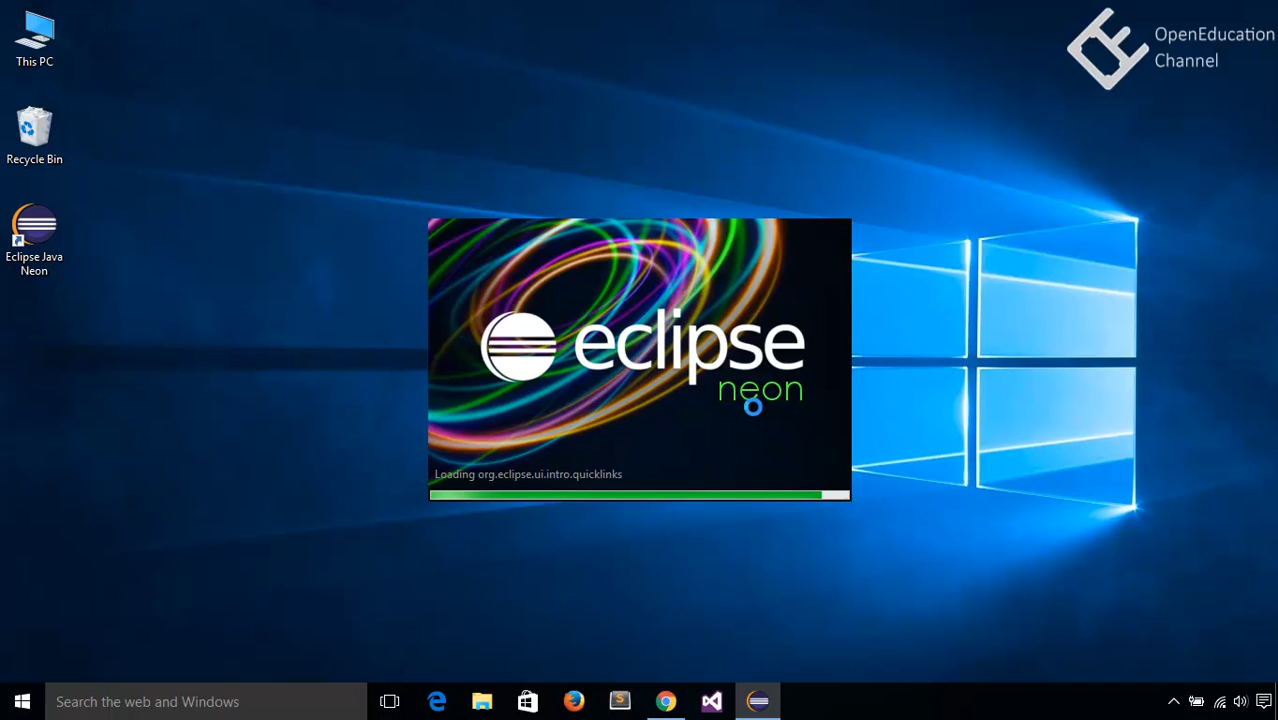 This PC
Recycle Bin
Eclipse Java
Neon
OpenEducation
Channel
eclipse
neon
Loading org.eclipse.ui.intro.quicklinks
Search the web and Windows